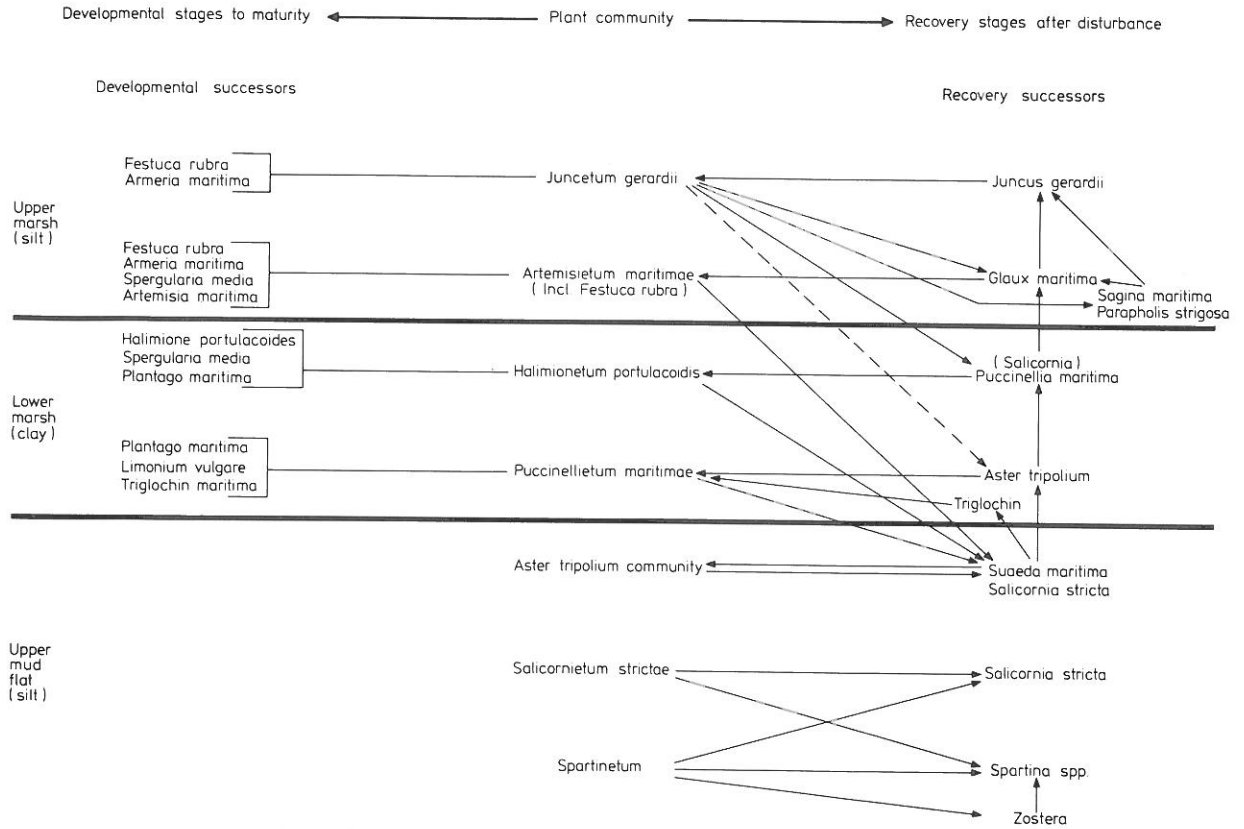 Developmental stages to maturity
Plant community
Recovery stages after disturbance
Developmental successors
Recovery successors
Upper
marsh
(silt)
Festuca rubra
Armeria maritima
Juncetum gerardii
Juncus gerardii
Festuca rubra
Armeria maritima
Spergularia media
Artemisia maritima
Artemisietum maritimae
(Incl. Festuca rubra)
Glaux maritima
Sagina maritima
Parapholis strigosa
Lower
marsh
(clay)
Halimione portulacoides
Spergularia media
Plantago maritima
Halimionetum portulacoidis
(Salicornia)
Puccinellia maritima
Plantago maritima
Limonium vulgare
Triglochin maritima
Puccinellietum maritimae
Aster tripolium
Triglochin
Upper
mud
flat
(silt)
Aster tripolium community
Suaeda maritima
Salicornia stricta
Salicornietum strictae
Salicornia stricta
Spartinetum
Spartina spp.
Zostera